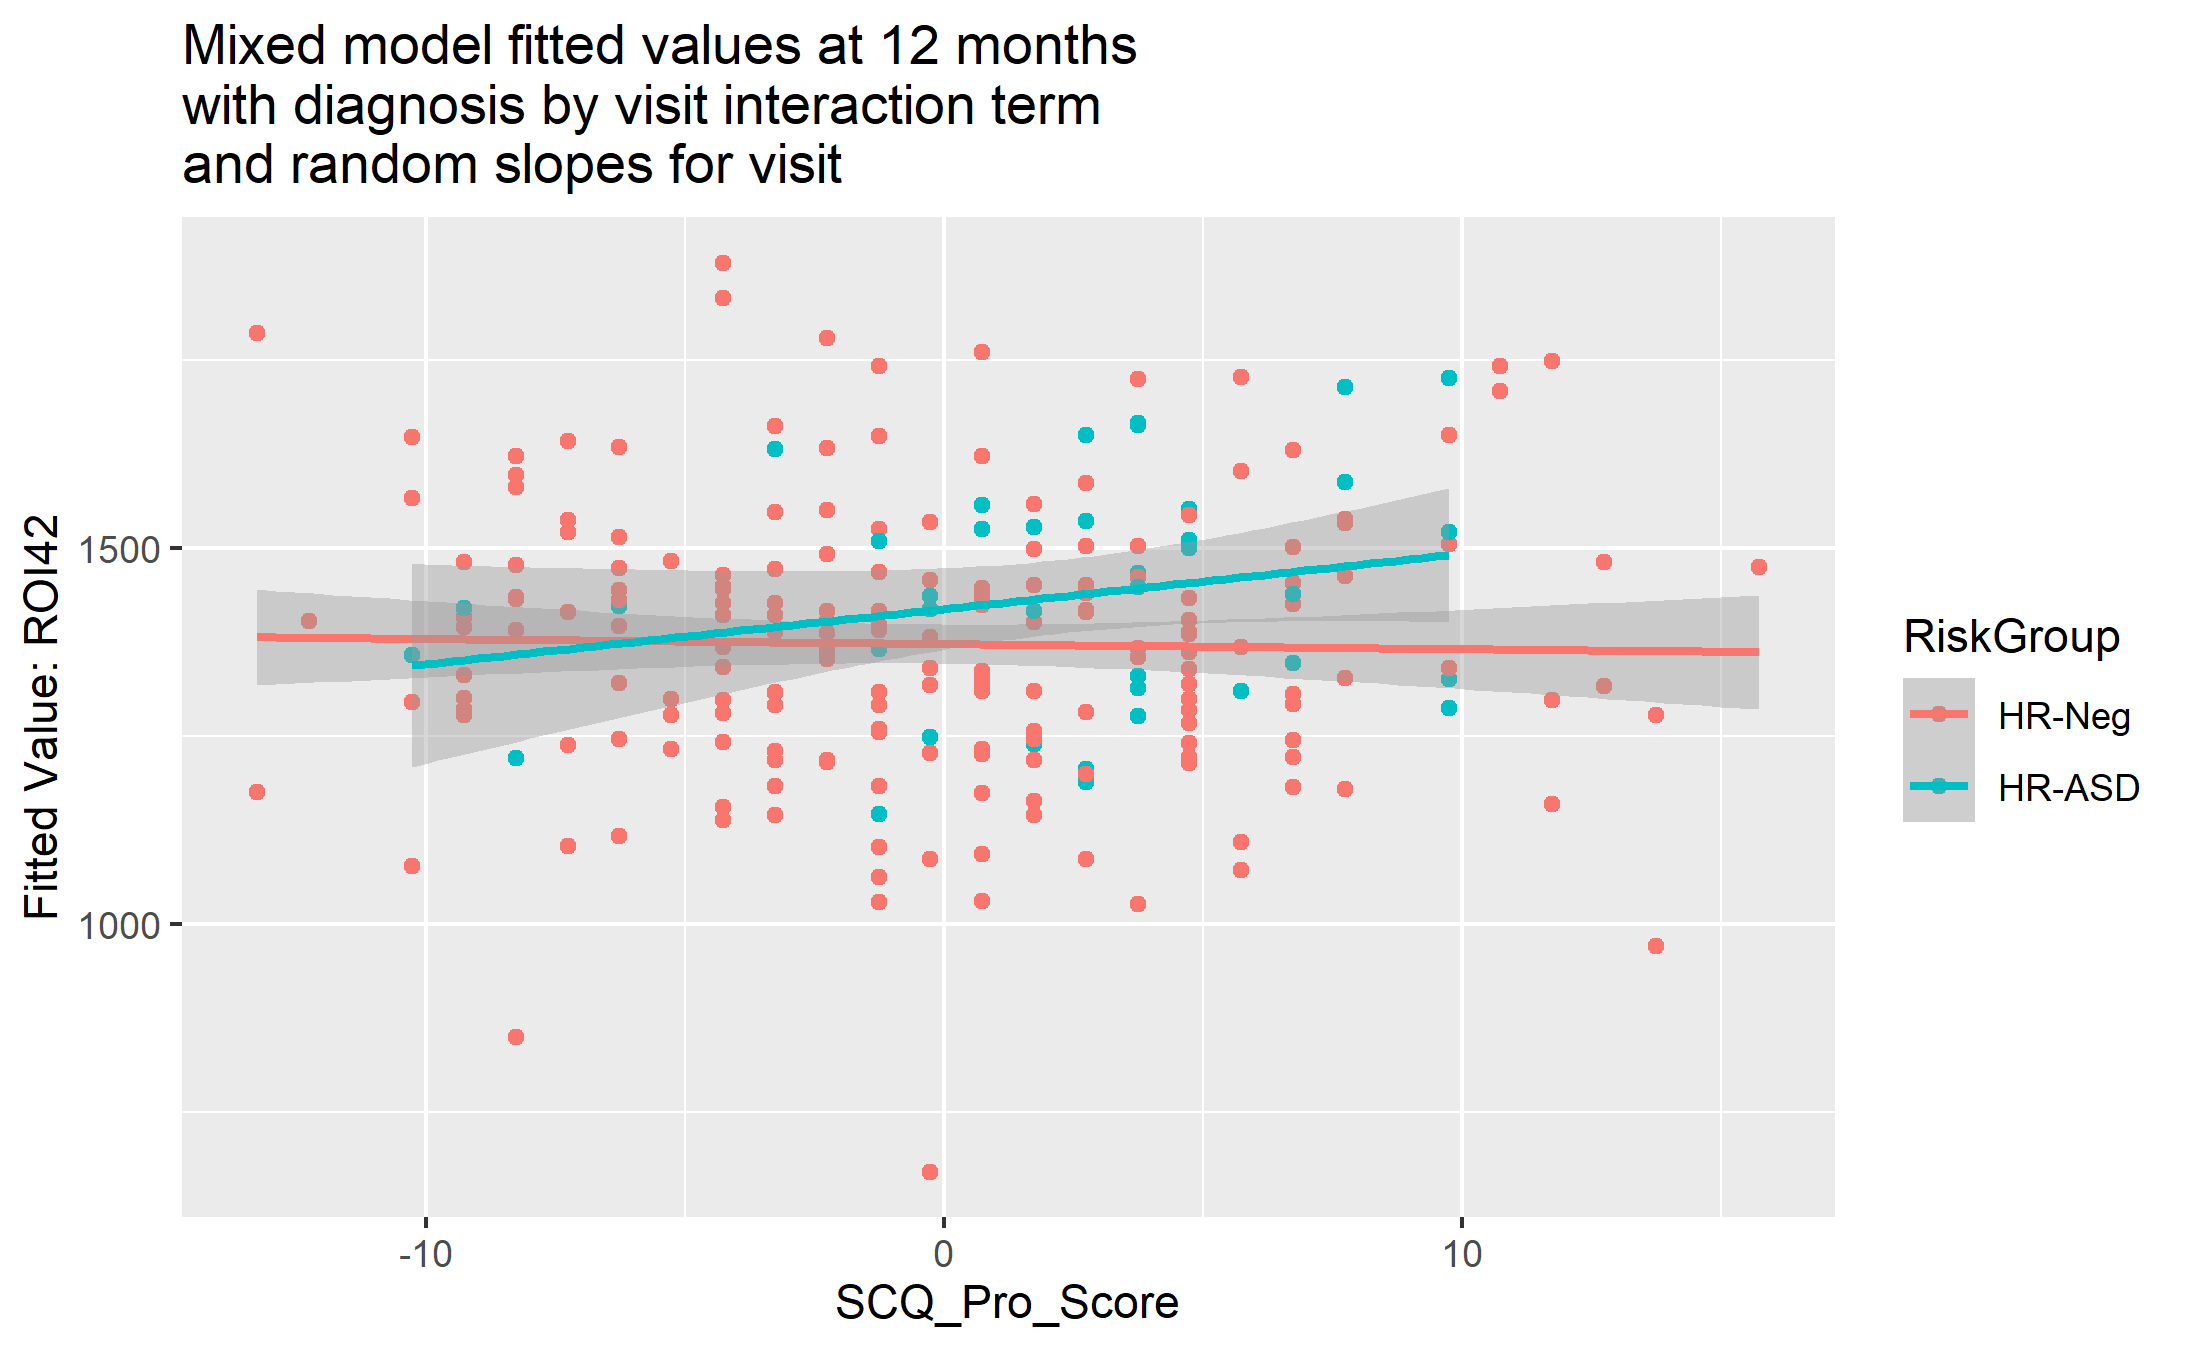 Mixed model fitted values at 12 months
with diagnosis by visit interaction term
and random slopes for visit
Fitted Value: ROI42
1500
1000
-10
0
10
SCQ_Pro_Score
RiskGroup
HR-Neg
HR-ASD